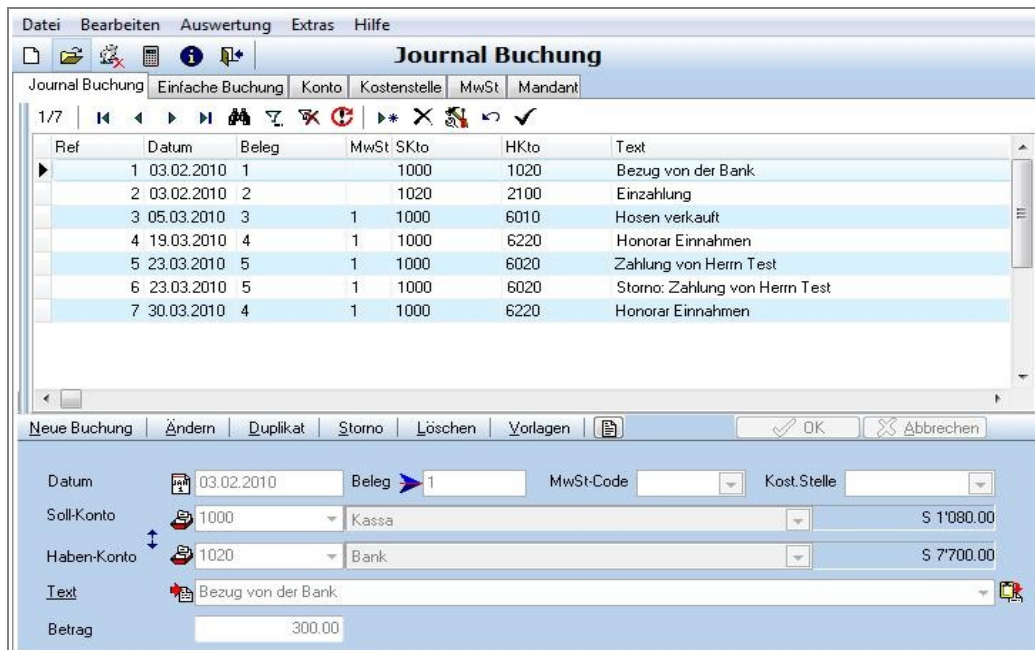 Datei Bearbeiten Auswertung Extras Hilfe
Journal Buchung
Journal Buchung Einfache Buchung Konto Kostenstelle MwSt Mandant
1/7
Ref Datum Beleg MwSt SKto HKto Text
1 03.02.2010 1 1000 1020 Bezug von der Bank
2 03.02.2010 2 1020 2100 Einzahlung
3 05.03.2010 3 1 1000 6010 Hosen verkauft
4 19.03.2010 4 1 1000 6220 Honorar Einnahmen
5 23.03.2010 5 1 1000 6020 Zahlung von Herrn Test
6 23.03.2010 5 1 1000 6020 Storno: Zahlung von Herrn Test
7 30.03.2010 4 1 1000 6220 Honorar Einnahmen
Neue Buchung Ändern Duplikat Storno Löschen Vorlagen OK Abbrechen
Datum 03.02.2010 Beleg 1 MwSt-Code Kost.Stelle
Soll-Konto 1000 Kassa S 1'080.00
Haben-Konto 1020 Bank S 7'700.00
Text Bezug von der Bank
Betrag 300.00